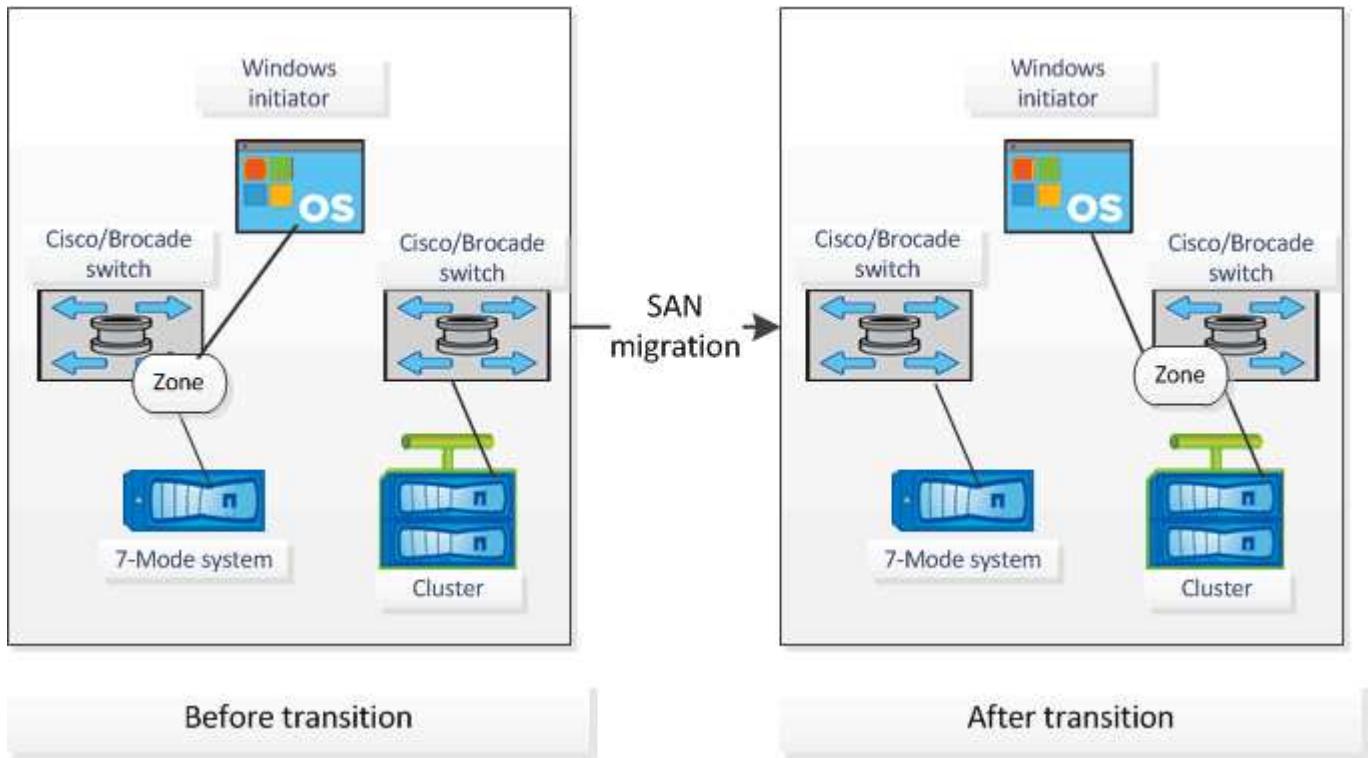 Windows
initiator
OS
Cisco/Brocade
switch
Cisco/Brocade
switch
Zone
n
7-Mode system
n
n
Cluster
SAN
migration
Windows
initiator
OS
Cisco/Brocade
switch
Cisco/Brocade
switch
Zone
n
7-Mode system
n
n
Cluster
Before transition
After transition